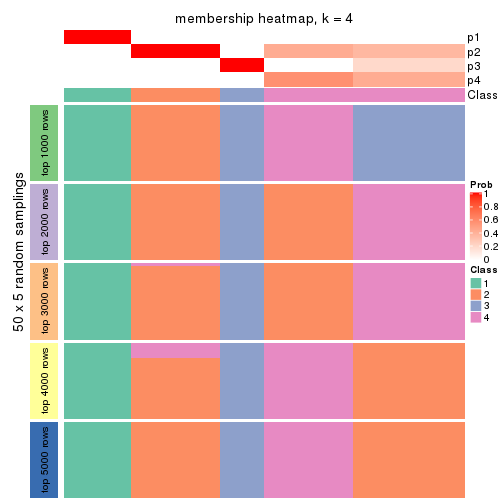 membership heatmap, k = 4
p1
p2
p3
p4
Class
50 x 5 random samplings
top 1000 rows
top 2000 rows
top 3000 rows
top 4000 rows
top 5000 rows
Prob
1
0.8
0.6
0.4
0.2
0
Class
1
2
3
4